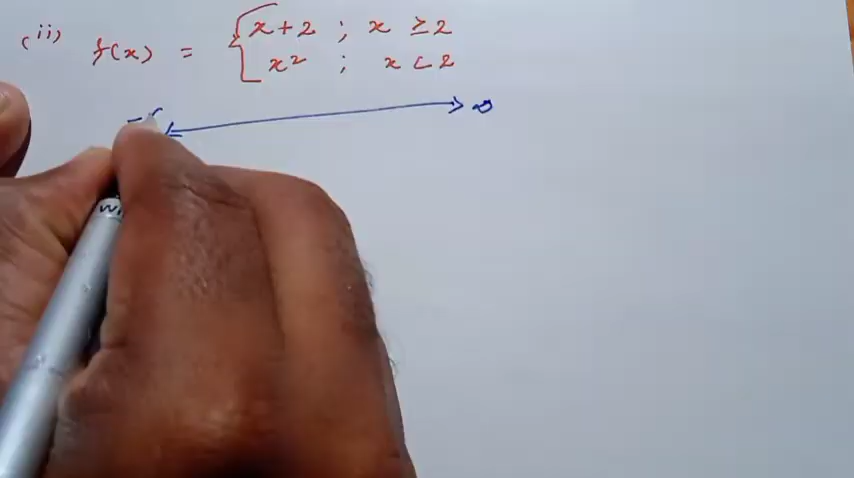 (ii) f(x) = { x + 2 ; x ≥ 2
x² ; x < 2
- ∞